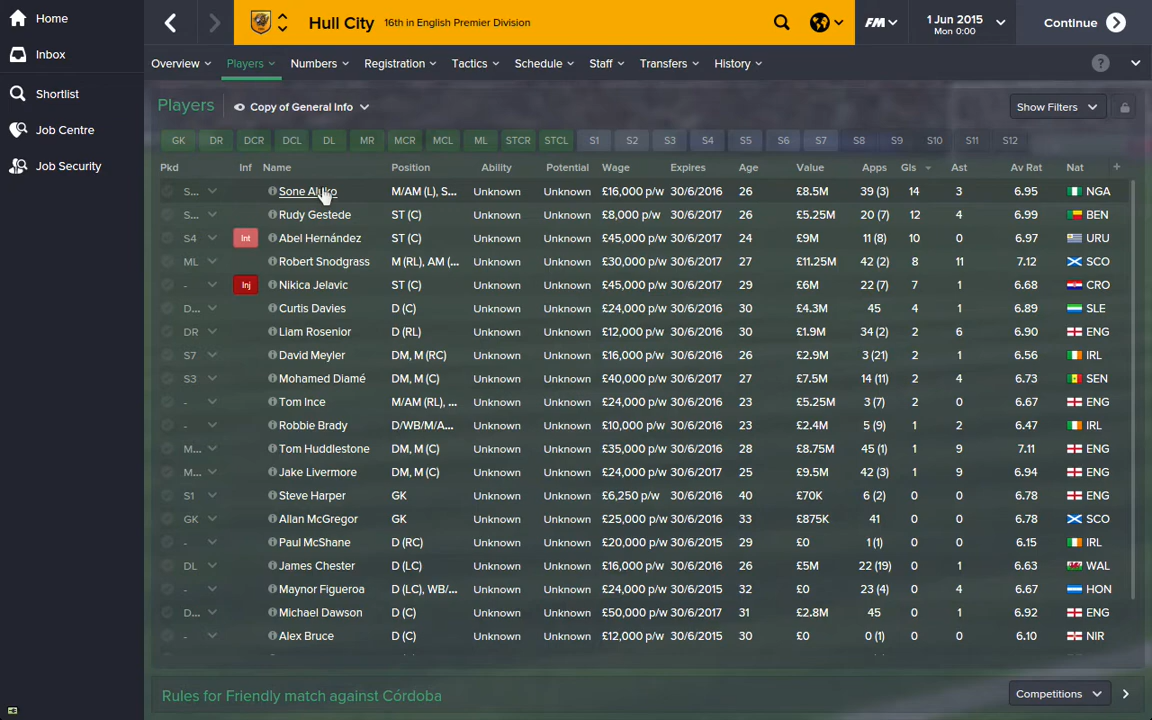 Home
Inbox
Shortlist
Job Centre
Job Security
Hull City 16th in English Premier Division
FM 1 Jun 2015 Mon 0:00 Continue
Overview Players Numbers Registration Tactics Schedule Staff Transfers History ?
Players Copy of General Info Show Filters
GK DR DCR DCL DL MR MCR MCL ML STCR STCL S1 S2 S3 S4 S5 S6 S7 S8 S9 S10 S11 S12
Pkd Inf Name Position Ability Potential Wage Expires Age Value Apps Gls Ast Av Rat Nat +
S... Sone Aluko M/AM (L), S... Unknown Unknown £16,000 p/w 30/6/2016 26 £8.5M 39 (3) 14 3 6.95 NGA
S... Rudy Gestede ST (C) Unknown Unknown £8,000 p/w 30/6/2016 26 £5.25M 20 (7) 12 4 6.99 BEN
S4 Int Abel Hernández ST (C) Unknown Unknown £45,000 p/w 30/6/2017 24 £9M 11 (8) 10 0 6.97 URU
ML Robert Snodgrass M (RL), AM (... Unknown Unknown £30,000 p/w 30/6/2017 27 £11.25M 42 (2) 8 11 7.12 SCO
- Inj Nikica Jelavic ST (C) Unknown Unknown £45,000 p/w 30/6/2017 29 £6M 22 (7) 7 1 6.68 CRO
D... Curtis Davies D (C) Unknown Unknown £24,000 p/w 30/6/2017 30 £4.3M 45 4 1 6.89 SLE
DR Liam Rosenior D (RL) Unknown Unknown £12,000 p/w 30/6/2017 30 £1.9M 34 (2) 2 6 6.90 ENG
S7 David Meyler DM, M (RC) Unknown Unknown £16,000 p/w 30/6/2017 26 £2.9M 3 (21) 2 1 6.56 IRL
S3 Mohamed Diamé DM, M (C) Unknown Unknown £40,000 p/w 30/6/2017 27 £7.5M 14 (11) 2 4 6.73 SEN
- Tom Ince M/AM (RL), ... Unknown Unknown £24,000 p/w 30/6/2016 23 £5.25M 3 (7) 2 0 6.67 ENG
- Robbie Brady D/WB/M/A... Unknown Unknown £10,000 p/w 30/6/2016 23 £2.4M 5 (9) 1 2 6.47 IRL
M... Tom Huddlestone DM, M (C) Unknown Unknown £35,000 p/w 30/6/2016 28 £8.75M 45 (1) 1 9 7.11 ENG
M... Jake Livermore DM, M (C) Unknown Unknown £24,000 p/w 30/6/2017 25 £9.5M 42 (3) 1 9 6.94 ENG
S1 Steve Harper GK Unknown Unknown £6,250 p/w 30/6/2016 40 £70K 6 (2) 0 0 6.78 ENG
GK Allan McGregor GK Unknown Unknown £25,000 p/w 30/6/2016 33 £875K 41 0 0 6.78 SCO
- Paul McShane D (RC) Unknown Unknown £20,000 p/w 30/6/2015 29 £0 1 (1) 0 0 6.15 IRL
DL James Chester D (LC) Unknown Unknown £16,000 p/w 30/6/2016 26 £5M 22 (19) 0 1 6.63 WAL
- Maynor Figueroa D (LC), WB/... Unknown Unknown £24,000 p/w 30/6/2015 32 £0 23 (4) 0 4 6.67 HON
D... Michael Dawson D (C) Unknown Unknown £50,000 p/w 30/6/2017 31 £2.8M 45 0 1 6.92 ENG
- Alex Bruce D (C) Unknown Unknown £12,000 p/w 30/6/2015 30 £0 0 (1) 0 0 6.10 NIR
Rules for Friendly match against Córdoba Competitions